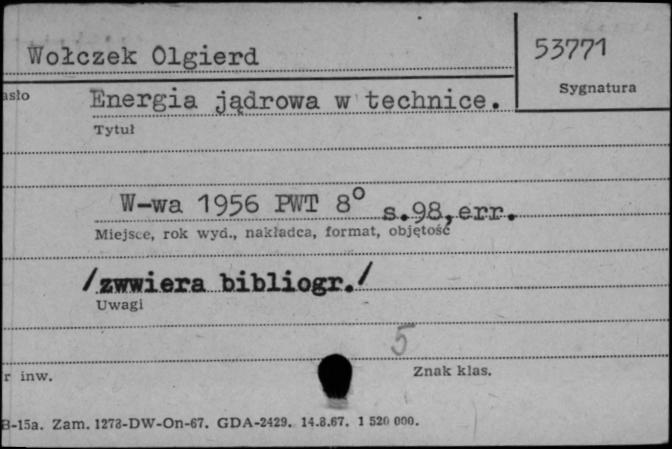 Wołczek Olgierd
53771
Sygnatura
asło
Energia jądrowa w technice.
Tytuł
W-wa 1956 PWT 8° s.98, err.
Miejsce, rok wyd., nakładca, format, objętość
/zwwiera bibliogr./
Uwagi
5
r inw.
Znak klas.
B-15a. Zam. 1278-DW-On-67. GDA-2429. 14.8.67. 1 520 000.